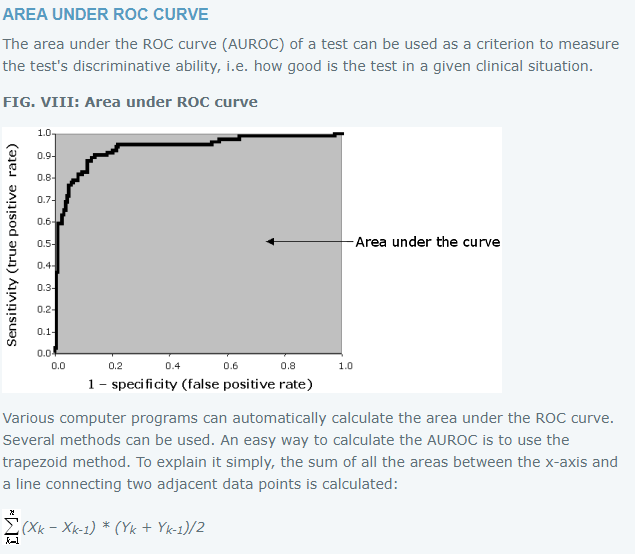 AREA UNDER ROC CURVE
The area under the ROC curve (AUROC) of a test can be used as a criterion to measure
the test's discriminative ability, i.e. how good is the test in a given clinical situation.
FIG. VIII: Area under ROC curve
Sensitivity (true positive rate)
1.0
0.9
0.8
0.7
0.6
0.5
0.4
0.3
0.2
0.1
0.0
Area under the curve
0.0 0.2 0.4 0.6 0.8 1.0
1 – specificity (false positive rate)
Various computer programs can automatically calculate the area under the ROC curve.
Several methods can be used. An easy way to calculate the AUROC is to use the
trapezoid method. To explain it simply, the sum of all the areas between the x-axis and
a line connecting two adjacent data points is calculated:
n
∑(Xk – Xk-1) * (Yk + Yk-1)/2
k=1